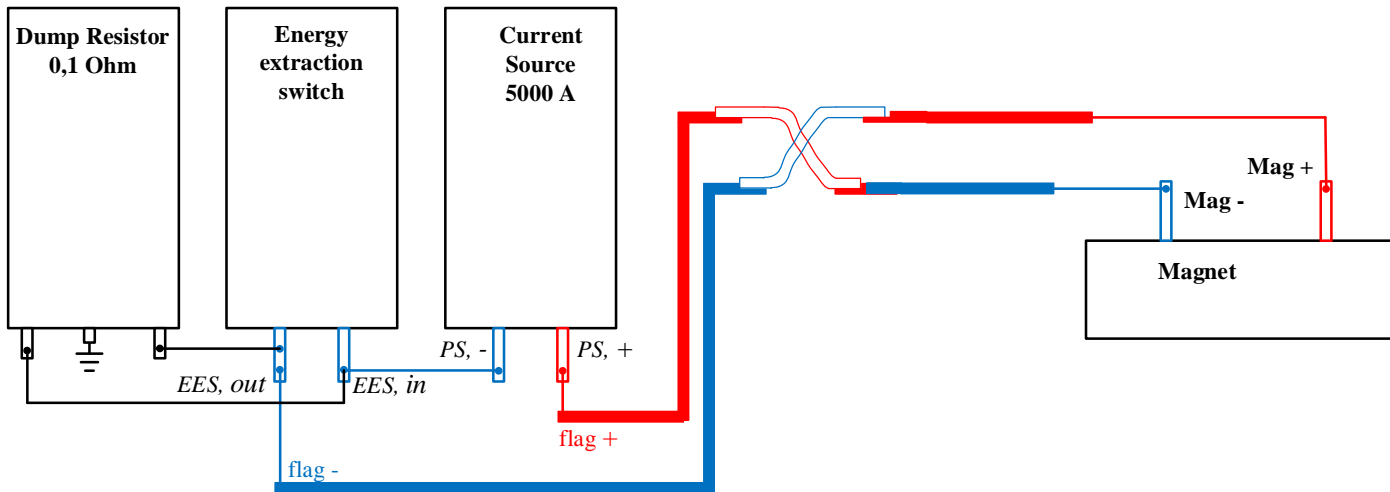 Dump Resistor
0,1 Ohm
Energy
extraction
switch
Current
Source
5000 A
Mag +
Mag -
Magnet
PS, -
PS, +
EES, out
EES, in
flag +
flag -